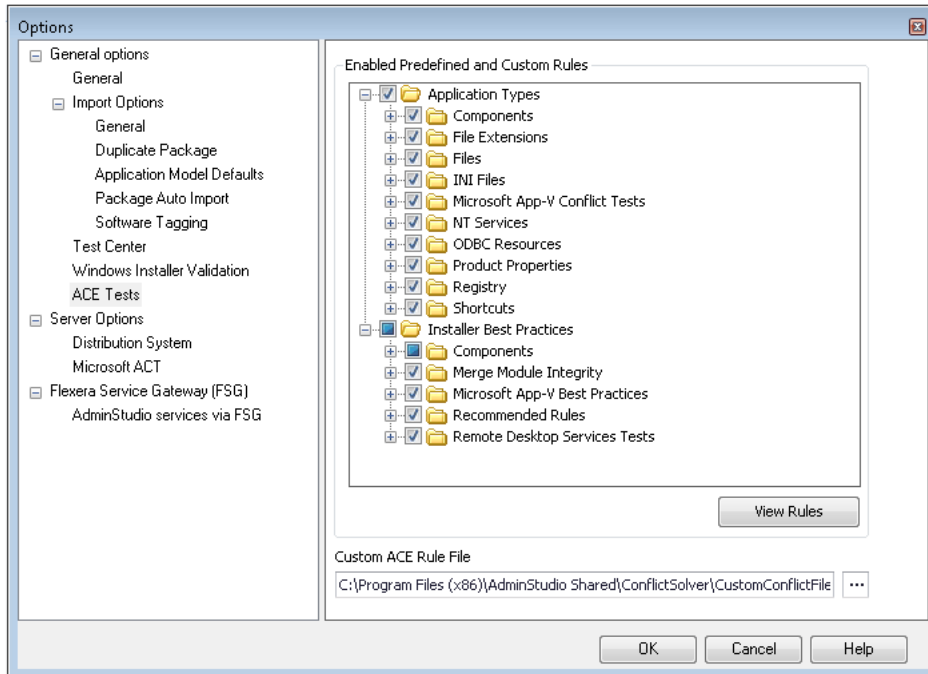 Options
General options
General
Import Options
General
Duplicate Package
Application Model Defaults
Package Auto Import
Software Tagging
Test Center
Windows Installer Validation
ACE Tests
Server Options
Distribution System
Microsoft ACT
Flexera Service Gateway (FSG)
AdminStudio services via FSG
Enabled Predefined and Custom Rules
Application Types
Components
File Extensions
Files
INI Files
Microsoft App-V Conflict Tests
NT Services
ODBC Resources
Product Properties
Registry
Shortcuts
Installer Best Practices
Components
Merge Module Integrity
Microsoft App-V Best Practices
Recommended Rules
Remote Desktop Services Tests
View Rules
Custom ACE Rule File
C:\Program Files (x86)\AdminStudio Shared\ConflictSolver\CustomConflictFile
...
OK
Cancel
Help